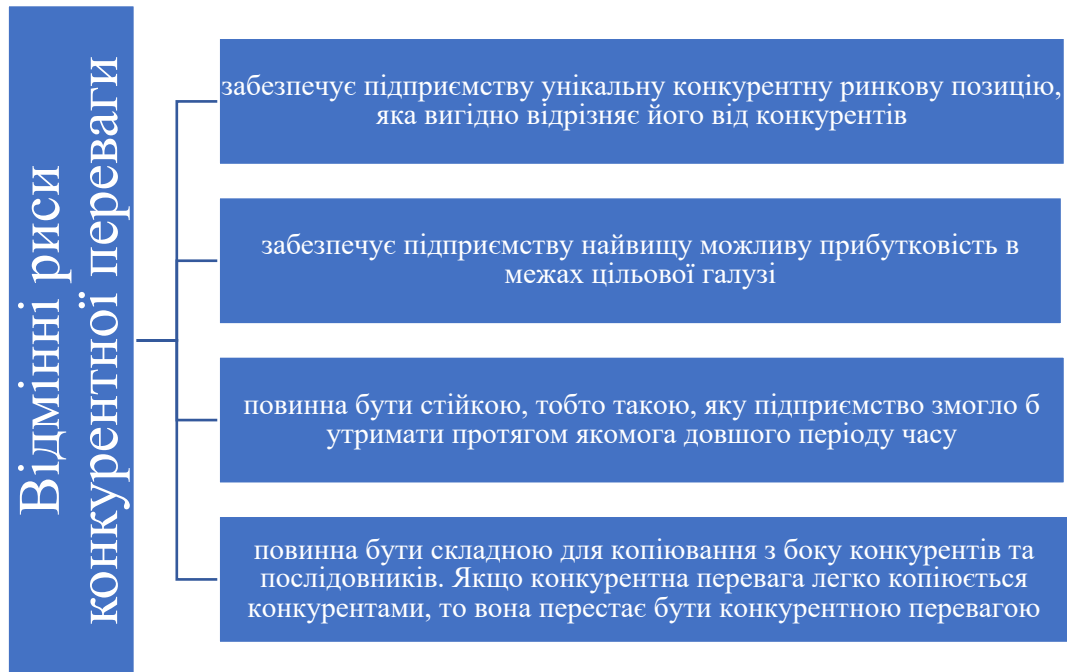 Відмінні риси
конкурентної переваги
забезпечує підприємству унікальну конкурентну ринкову позицію,
яка вигідно відрізняє його від конкурентів
забезпечує підприємству найвищу можливу прибутковість в
межах цільової галузі
повинна бути стійкою, тобто такою, яку підприємство змогло б
утримати протягом якомога довшого періоду часу
повинна бути складною для копіювання з боку конкурентів та
послідовників. Якщо конкурентна перевага легко копіюється
конкурентами, то вона перестає бути конкурентною перевагою